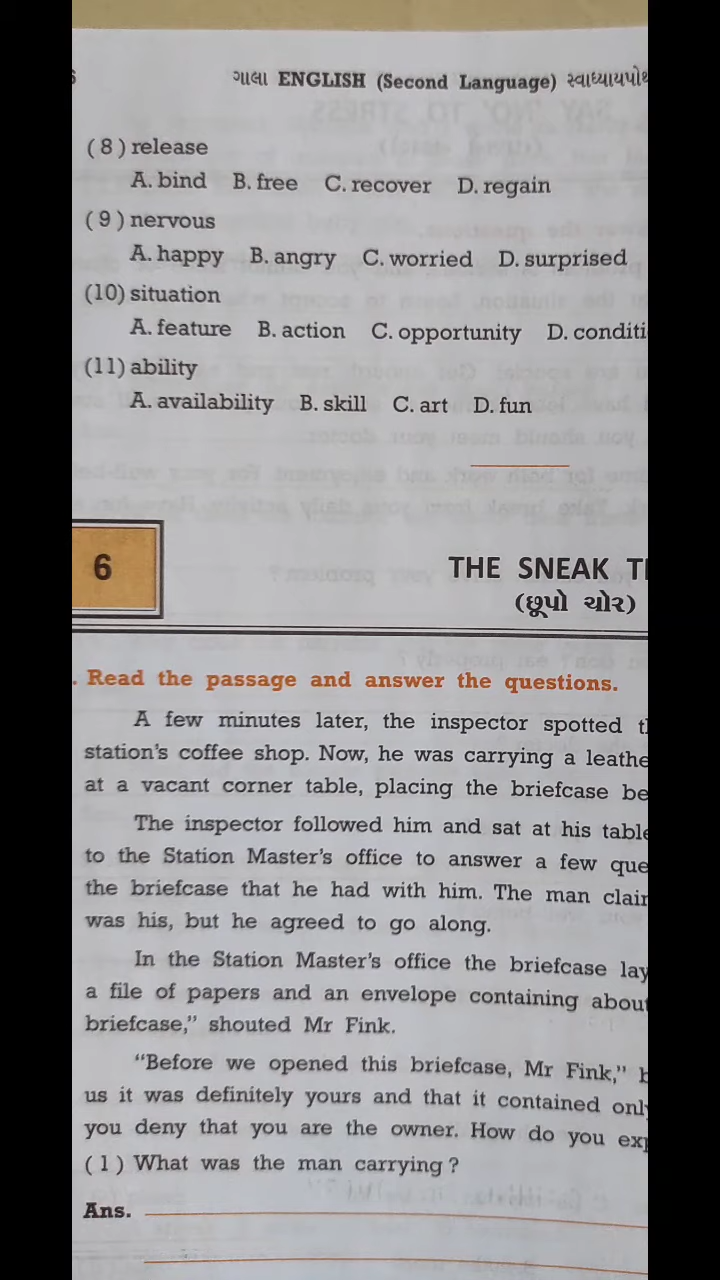 ગાલા ENGLISH (Second Language)
(8) release
A. bind B. free C. recover D. regain
(9) nervous
A. happy B. angry C. worried D. surprised
(10) situation
A. feature B. action C. opportunity D. conditi
(11) ability
A. availability B. skill C. art D. fun
6
THE SNEAK
(છૂપો ચોર)
. Read the passage and answer the questions.
A few minutes later, the inspector spotted
station's coffee shop. Now, he was carrying a leathe
at a vacant corner table, placing the briefcase be
The inspector followed him and sat at his table
to the Station Master's office to answer a few que
the briefcase that he had with him. The man clai
was his, but he agreed to go along.
In the Station Master's office the briefcase lay
a file of papers and an envelope containing about
briefcase," shouted Mr Fink.
"Before we opened this briefcase, Mr Fink,"
us it was definitely yours and that it contained only
you deny that you are the owner. How do you exp
(1) What was the man carrying?
Ans.